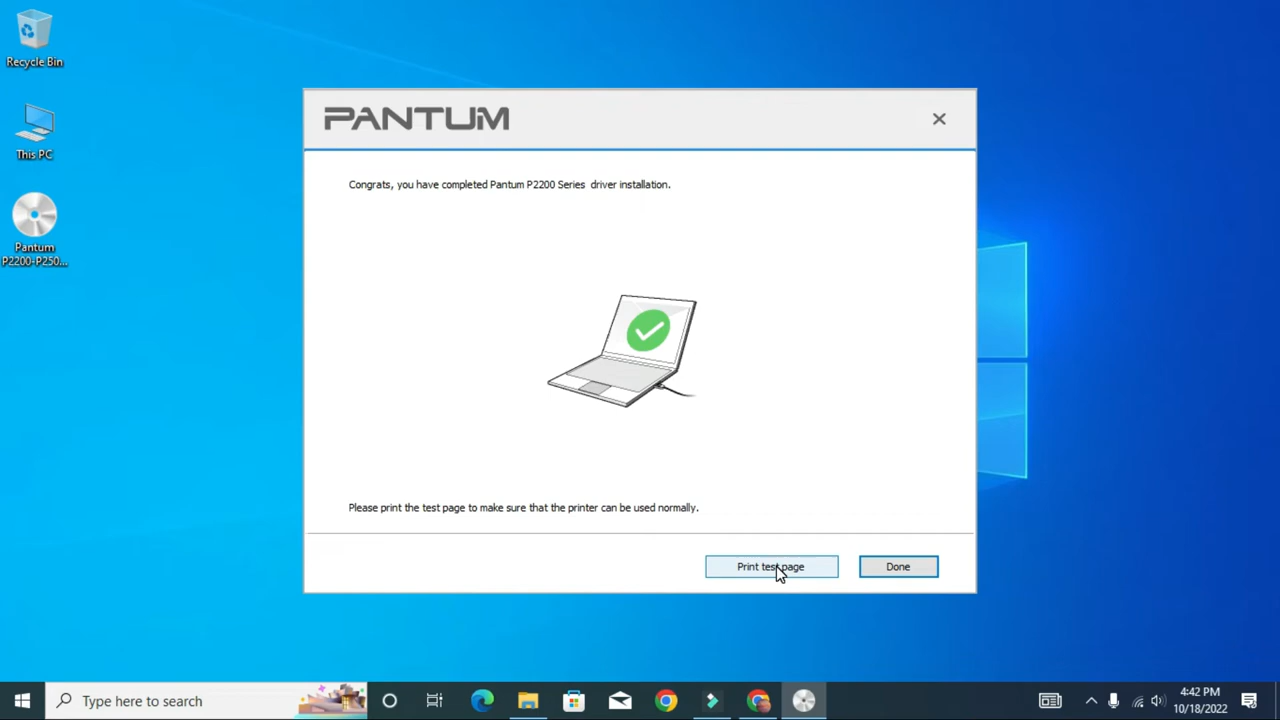 Recycle Bin
This PC
Pantum
P2200-P250...
PANTUM
Congrats, you have completed Pantum P2200 Series driver installation.
Please print the test page to make sure that the printer can be used normally.
Print test page
Done
Type here to search
4:42 PM
10/18/2022